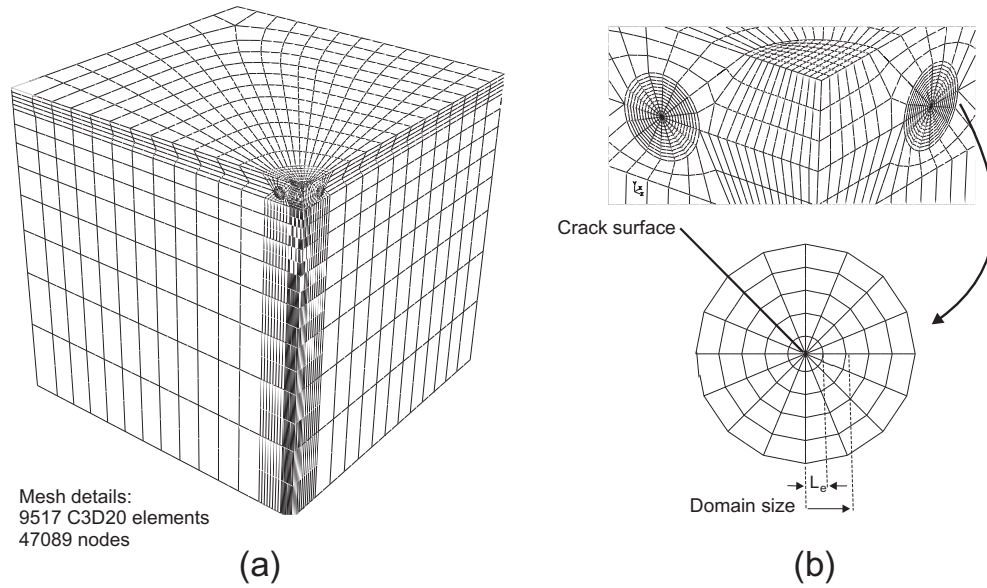 Crack surface
Mesh details:
9517 C3D20 elements
47089 nodes
Le
Domain size
(a)
(b)